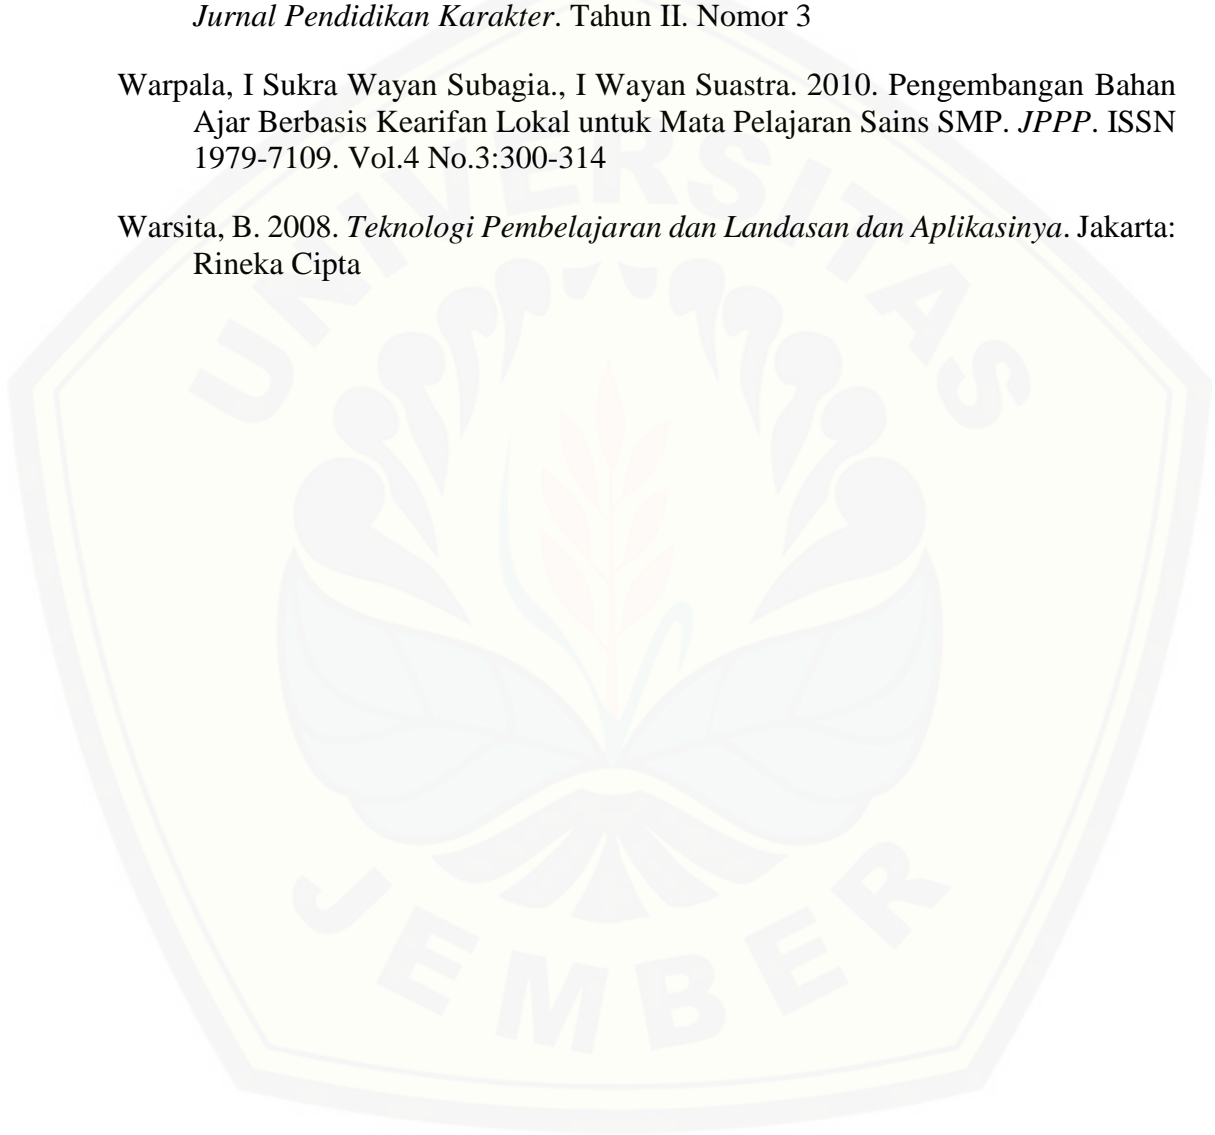 Jurnal Pendidikan Karakter. Tahun II. Nomor 3
Warpala, I Sukra Wayan Subagia., I Wayan Suastra. 2010. Pengembangan Bahan
Ajar Berbasis Kearifan Lokal untuk Mata Pelajaran Sains SMP. JPPP. ISSN
1979-7109. Vol.4 No.3:300-314
Warsita, B. 2008. Teknologi Pembelajaran dan Landasan dan Aplikasinya. Jakarta:
Rineka Cipta
UNIVERSITAS
JEMBER